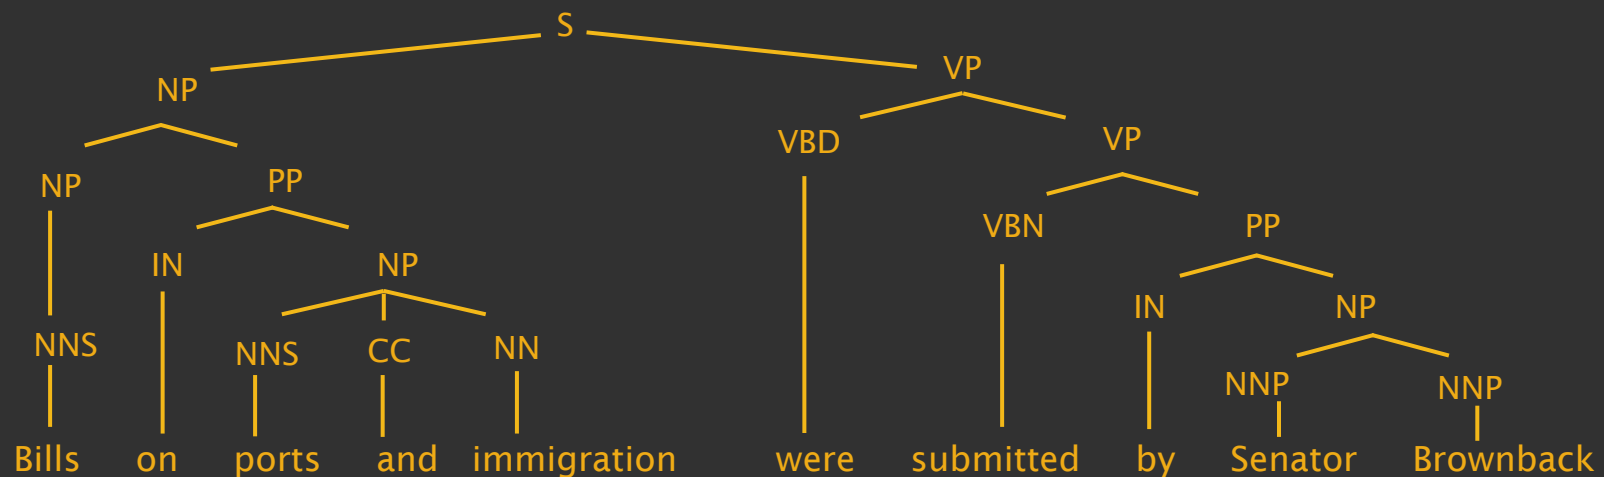 S
NP VP
VBD VP
NP PP
VBN PP
IN NP
IN NP
NNS NNS CC NN
NNP NNP
Bills on ports and immigration were submitted by Senator Brownback